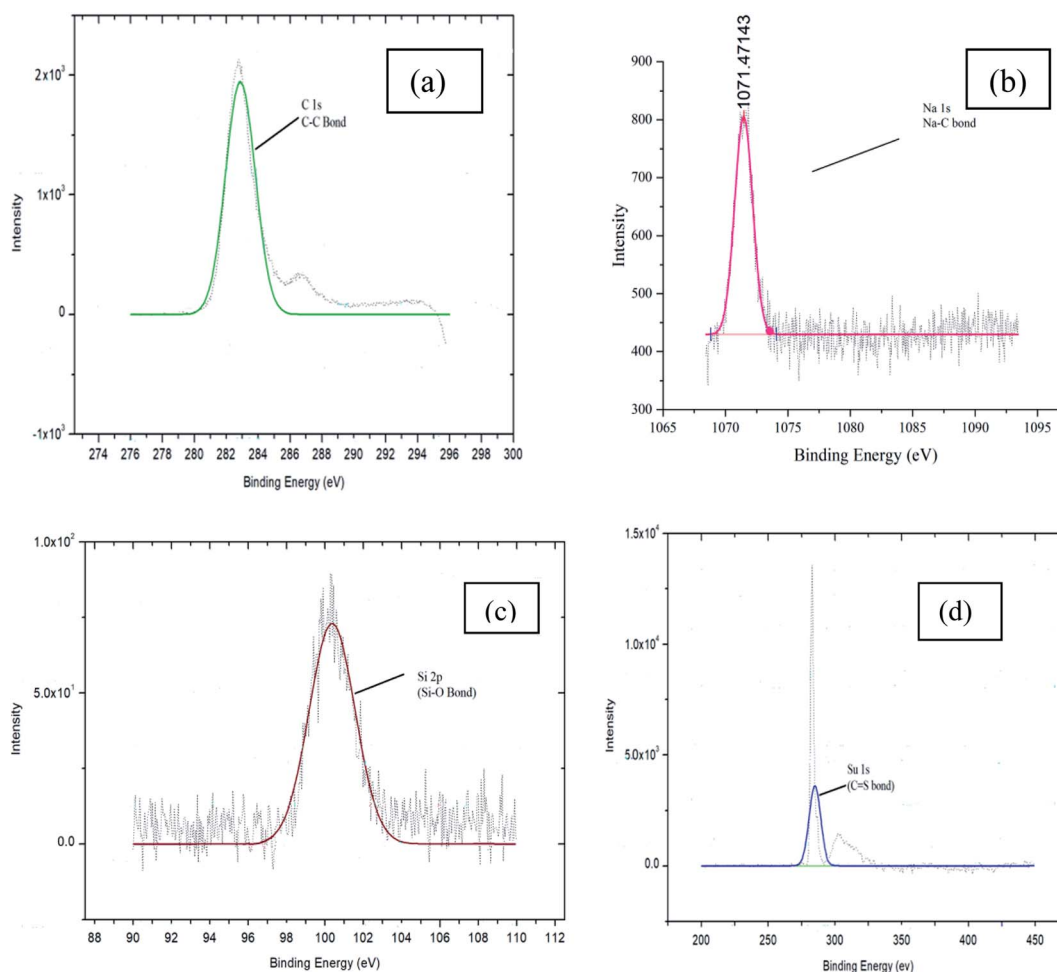 (a)
C 1s
C-C Bond
2x10³
1x10³
0
-1x10³
Intensity
274 276 278 280 282 284 286 288 290 292 294 296 298 300
Binding Energy (eV)
(b)
1071.47143
Na 1s
Na-C bond
900
800
700
600
500
400
300
Intensity
1065 1070 1075 1080 1085 1090 1095
Binding Energy (eV)
(c)
Si 2p
(Si-O Bond)
1.0x10²
5.0x10¹
0.0
Intensity
88 90 92 94 96 98 100 102 104 106 108 110 112
Binding Energy (eV)
(d)
Su 1s
(C=S bond)
1.5x10⁴
1.0x10⁴
5.0x10³
0.0
Intensity
200 250 300 350 400 450
Binding Energy (ev)